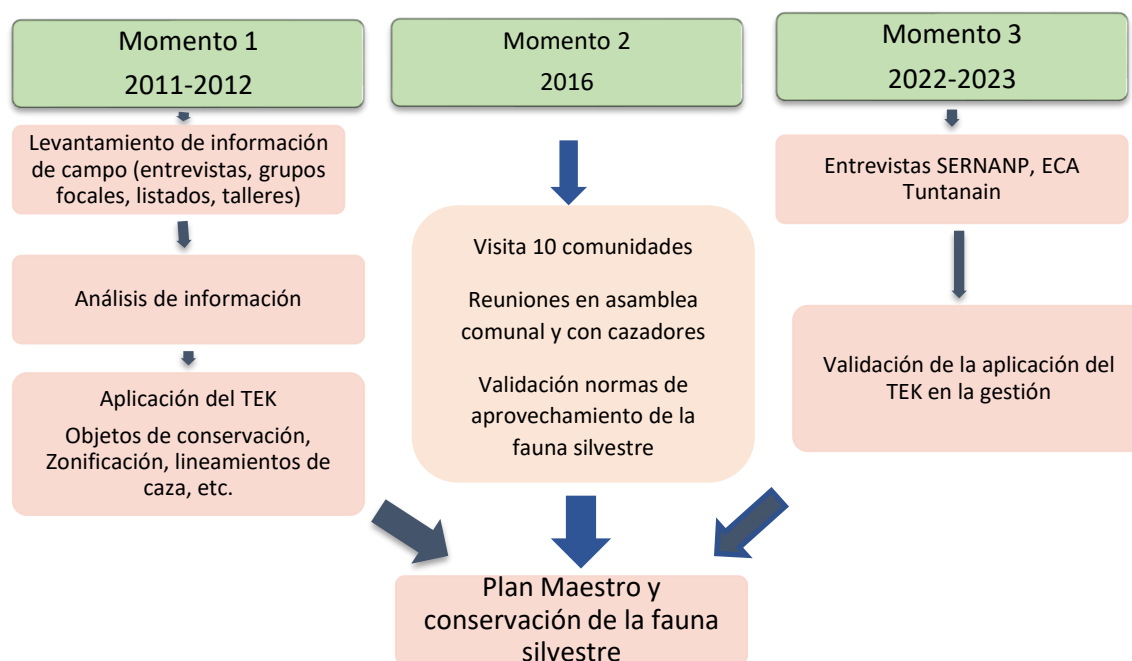 Momento 1
2011-2012
Levantamiento de información
de campo (entrevistas, grupos
focales, listados, talleres)
Análisis de información
Aplicación del TEK
Objetos de conservación,
Zonificación, lineamientos de
caza, etc.
Momento 2
2016
Visita 10 comunidades
Reuniones en asamblea
comunal y con cazadores
Validación normas de
aprovechamiento de la
fauna silvestre
Momento 3
2022-2023
Entrevistas SERNANP, ECA
Tuntanain
Validación de la aplicación del
TEK en la gestión
Plan Maestro y
conservación de la fauna
silvestre